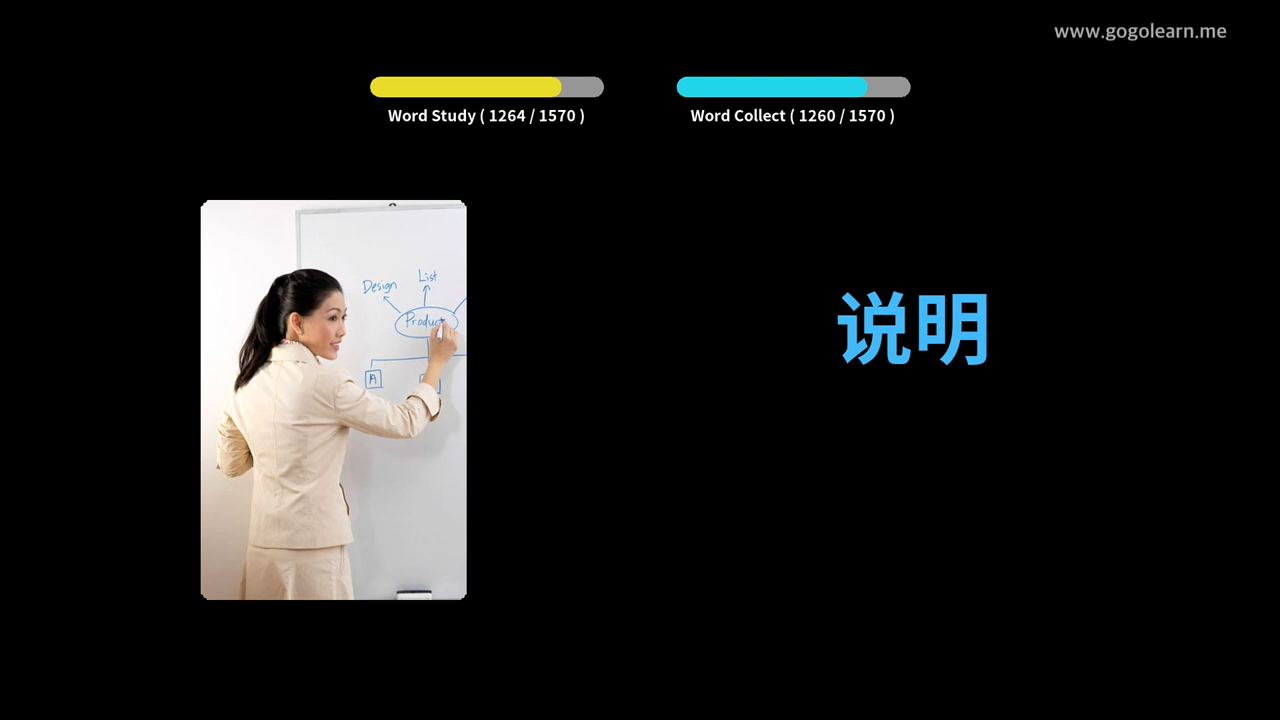 www.gogolearn.me
Word Study ( 1264 / 1570 )
Word Collect ( 1260 / 1570 )
Design
List
Product
A
说明